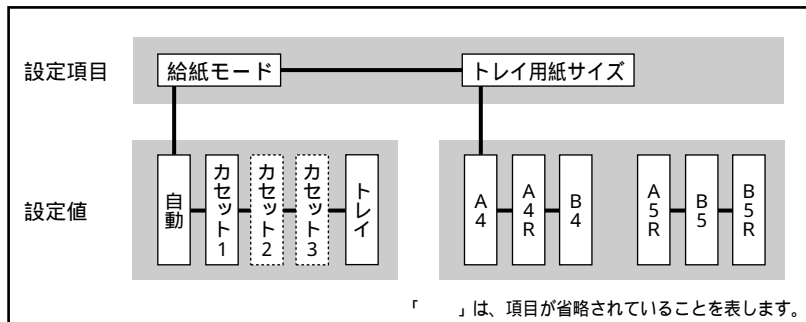 設定項目
給紙モード
トレイ用紙サイズ
設定値
自動
カセット1
カセット2
カセット3
トレイ
A4
A4R
B4
A5R
B5
B5R
「　　」は、項目が省略されていることを表します。